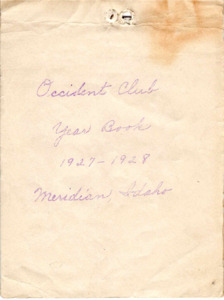 Occident Club
Year Book
1927-1928
Meridian, Idaho